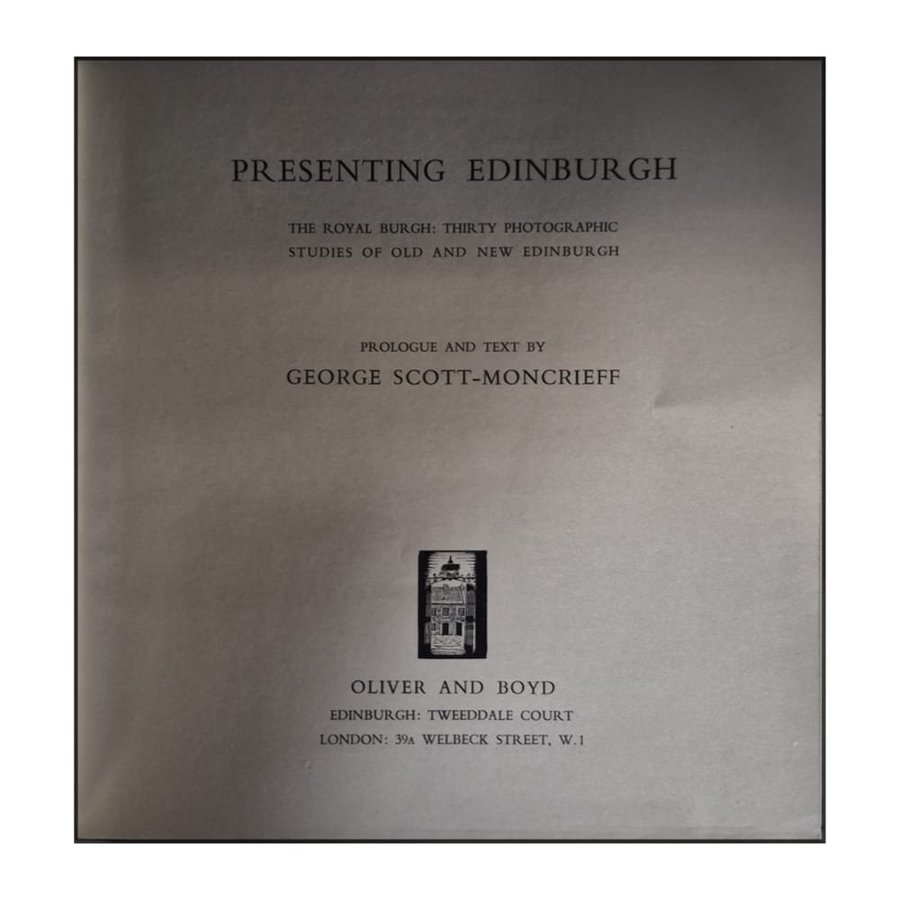 PRESENTING EDINBURGH
THE ROYAL BURGH: THIRTY PHOTOGRAPHIC
STUDIES OF OLD AND NEW EDINBURGH
PROLOGUE AND TEXT BY
GEORGE SCOTT-MONCRIEFF
OLIVER AND BOYD
EDINBURGH: TWEEDDALE COURT
LONDON: 39A WELBECK STREET, W.1